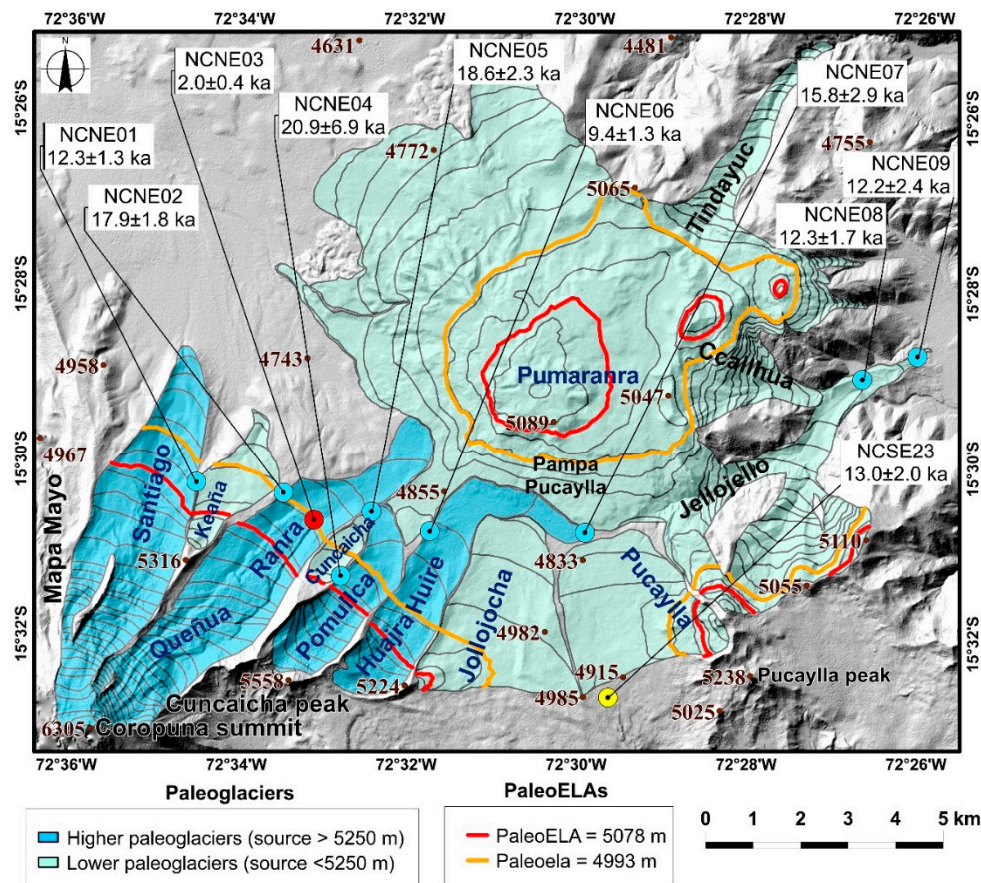 72°36'W 72°34'W 72°32'W 72°30'W 72°28'W 72°26'W
N
NCNE03
2.0±0.4 ka
4631
NCNE05
18.6±2.3 ka
4481
NCNE07
15.8±2.9 ka
15°26'S
15°26'S
NCNE01
12.3±1.3 ka
NCNE04
20.9±6.9 ka
NCNE06
9.4±1.3 ka
4772
4755
Tindayuc
NCNE09
12.2±2.4 ka
NCNE02
17.9±1.8 ka
5065
NCNE08
12.3±1.7 ka
15°28'S
15°28'S
4958
4743
Pumaranra
Ccallhua
5047
5089
4967
15°30'S
15°30'S
Pampa
Pucaylla
NCSE23
13.0±2.0 ka
Mapa Mayo
Santiago
Keaña
4855
Jellojello
Ranra
Cuncaicha
5316
4833
5110
5055
Queñua
Pomullca
Huajra Huire
Jollojocha
Pucaylla
15°32'S
15°32'S
4982
4915
5558
5224
4985
5238
Pucaylla peak
Cuncaicha peak
5025
6305
Coropuna summit
72°36'W 72°34'W 72°32'W 72°30'W 72°28'W 72°26'W
Paleoglaciers
PaleoELAs
0 1 2 3 4 5 km
Higher paleoglaciers (source > 5250 m)
Lower paleoglaciers (source <5250 m)
PaleoELA = 5078 m
Paleoela = 4993 m